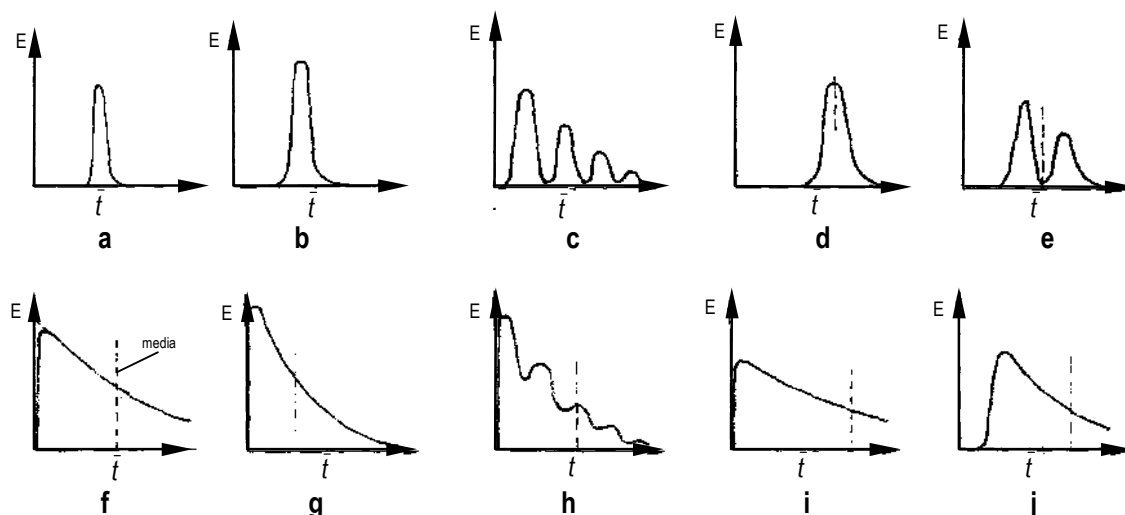 E E E E E
t̄ t̄ t̄ t̄ t̄
a b c d e
E E E E E
media
t̄ t̄ t t̄ t̄
f g h i j